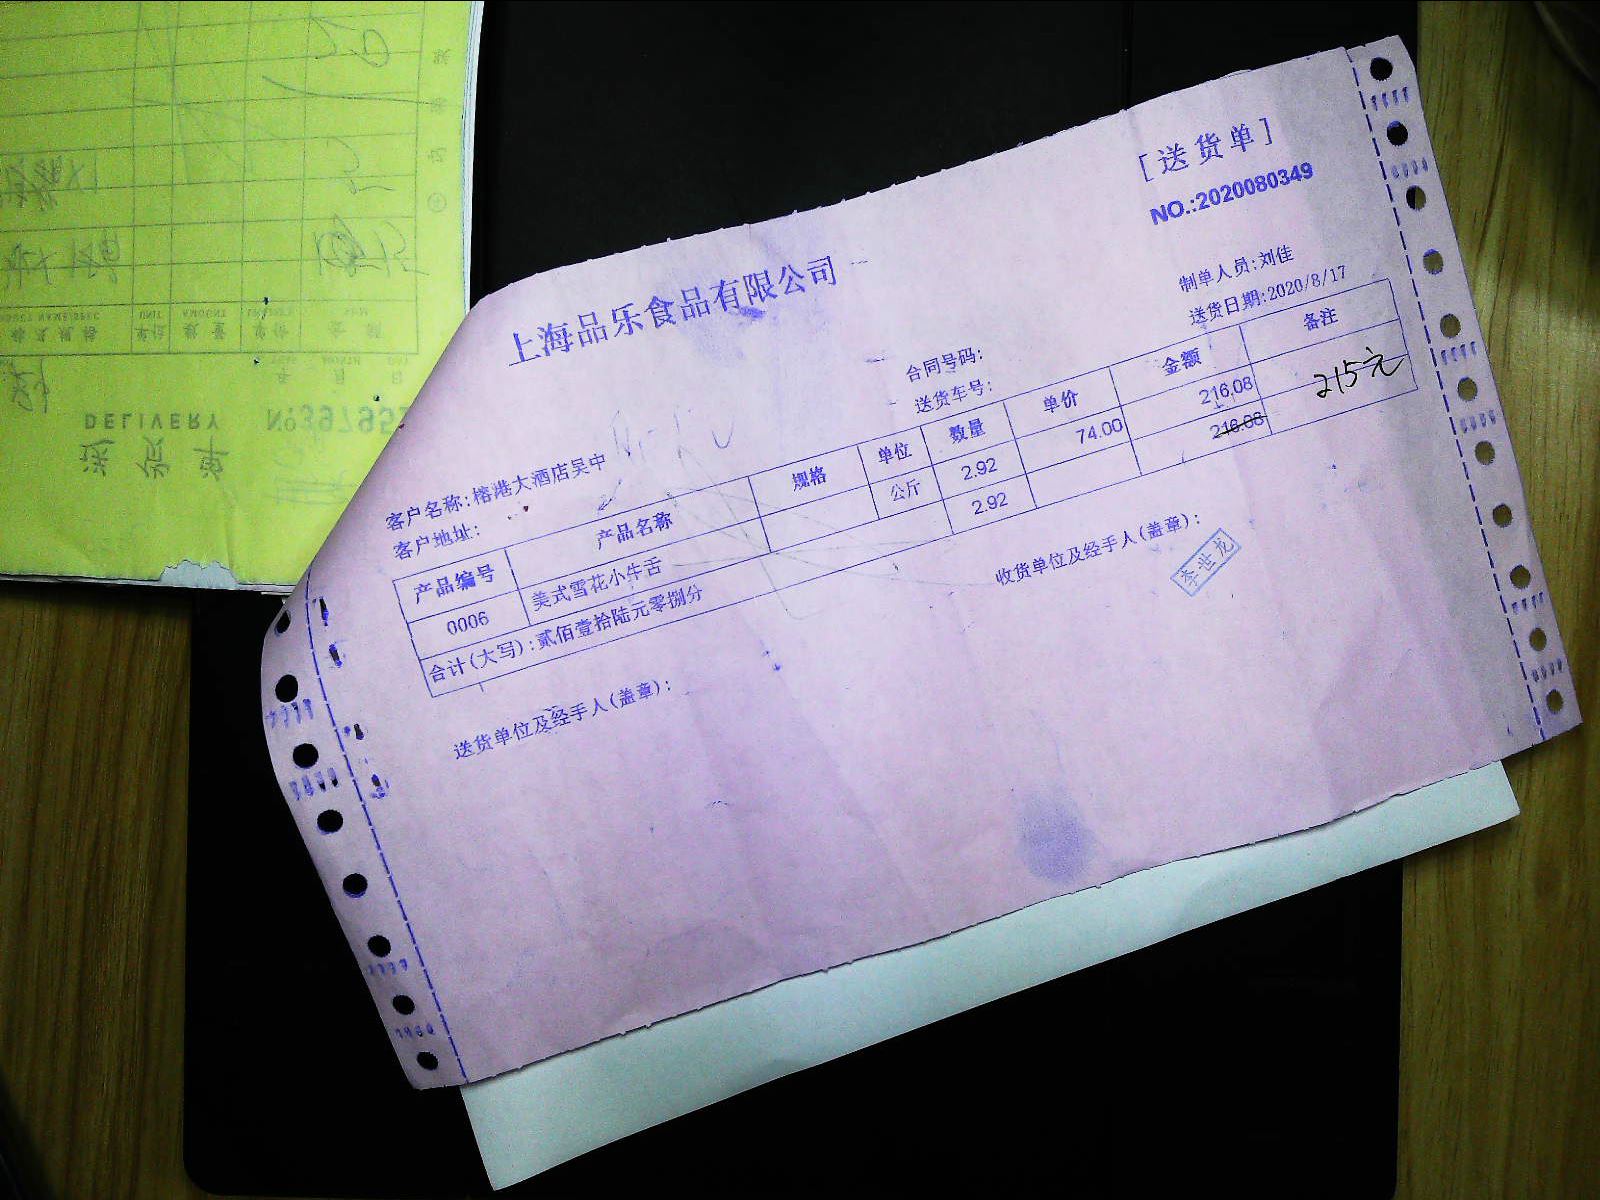 [送货单]
NO.:2020080349
上海品乐食品有限公司
制单人员:刘佳
送货日期:2020/8/17
合同号码:
送货车号:
客户名称:榕港大酒店吴中
客户地址:
产品编号 产品名称 规格 单位 数量 单价 金额 备注
0006 美式雪花小牛舌 公斤 2.92 74.00 216.08 215元
合计(大写):贰佰壹拾陆元零捌分 2.92 216.08
送货单位及经手人(盖章):
收货单位及经手人(盖章):
李世龙
DELIVERY
送货单